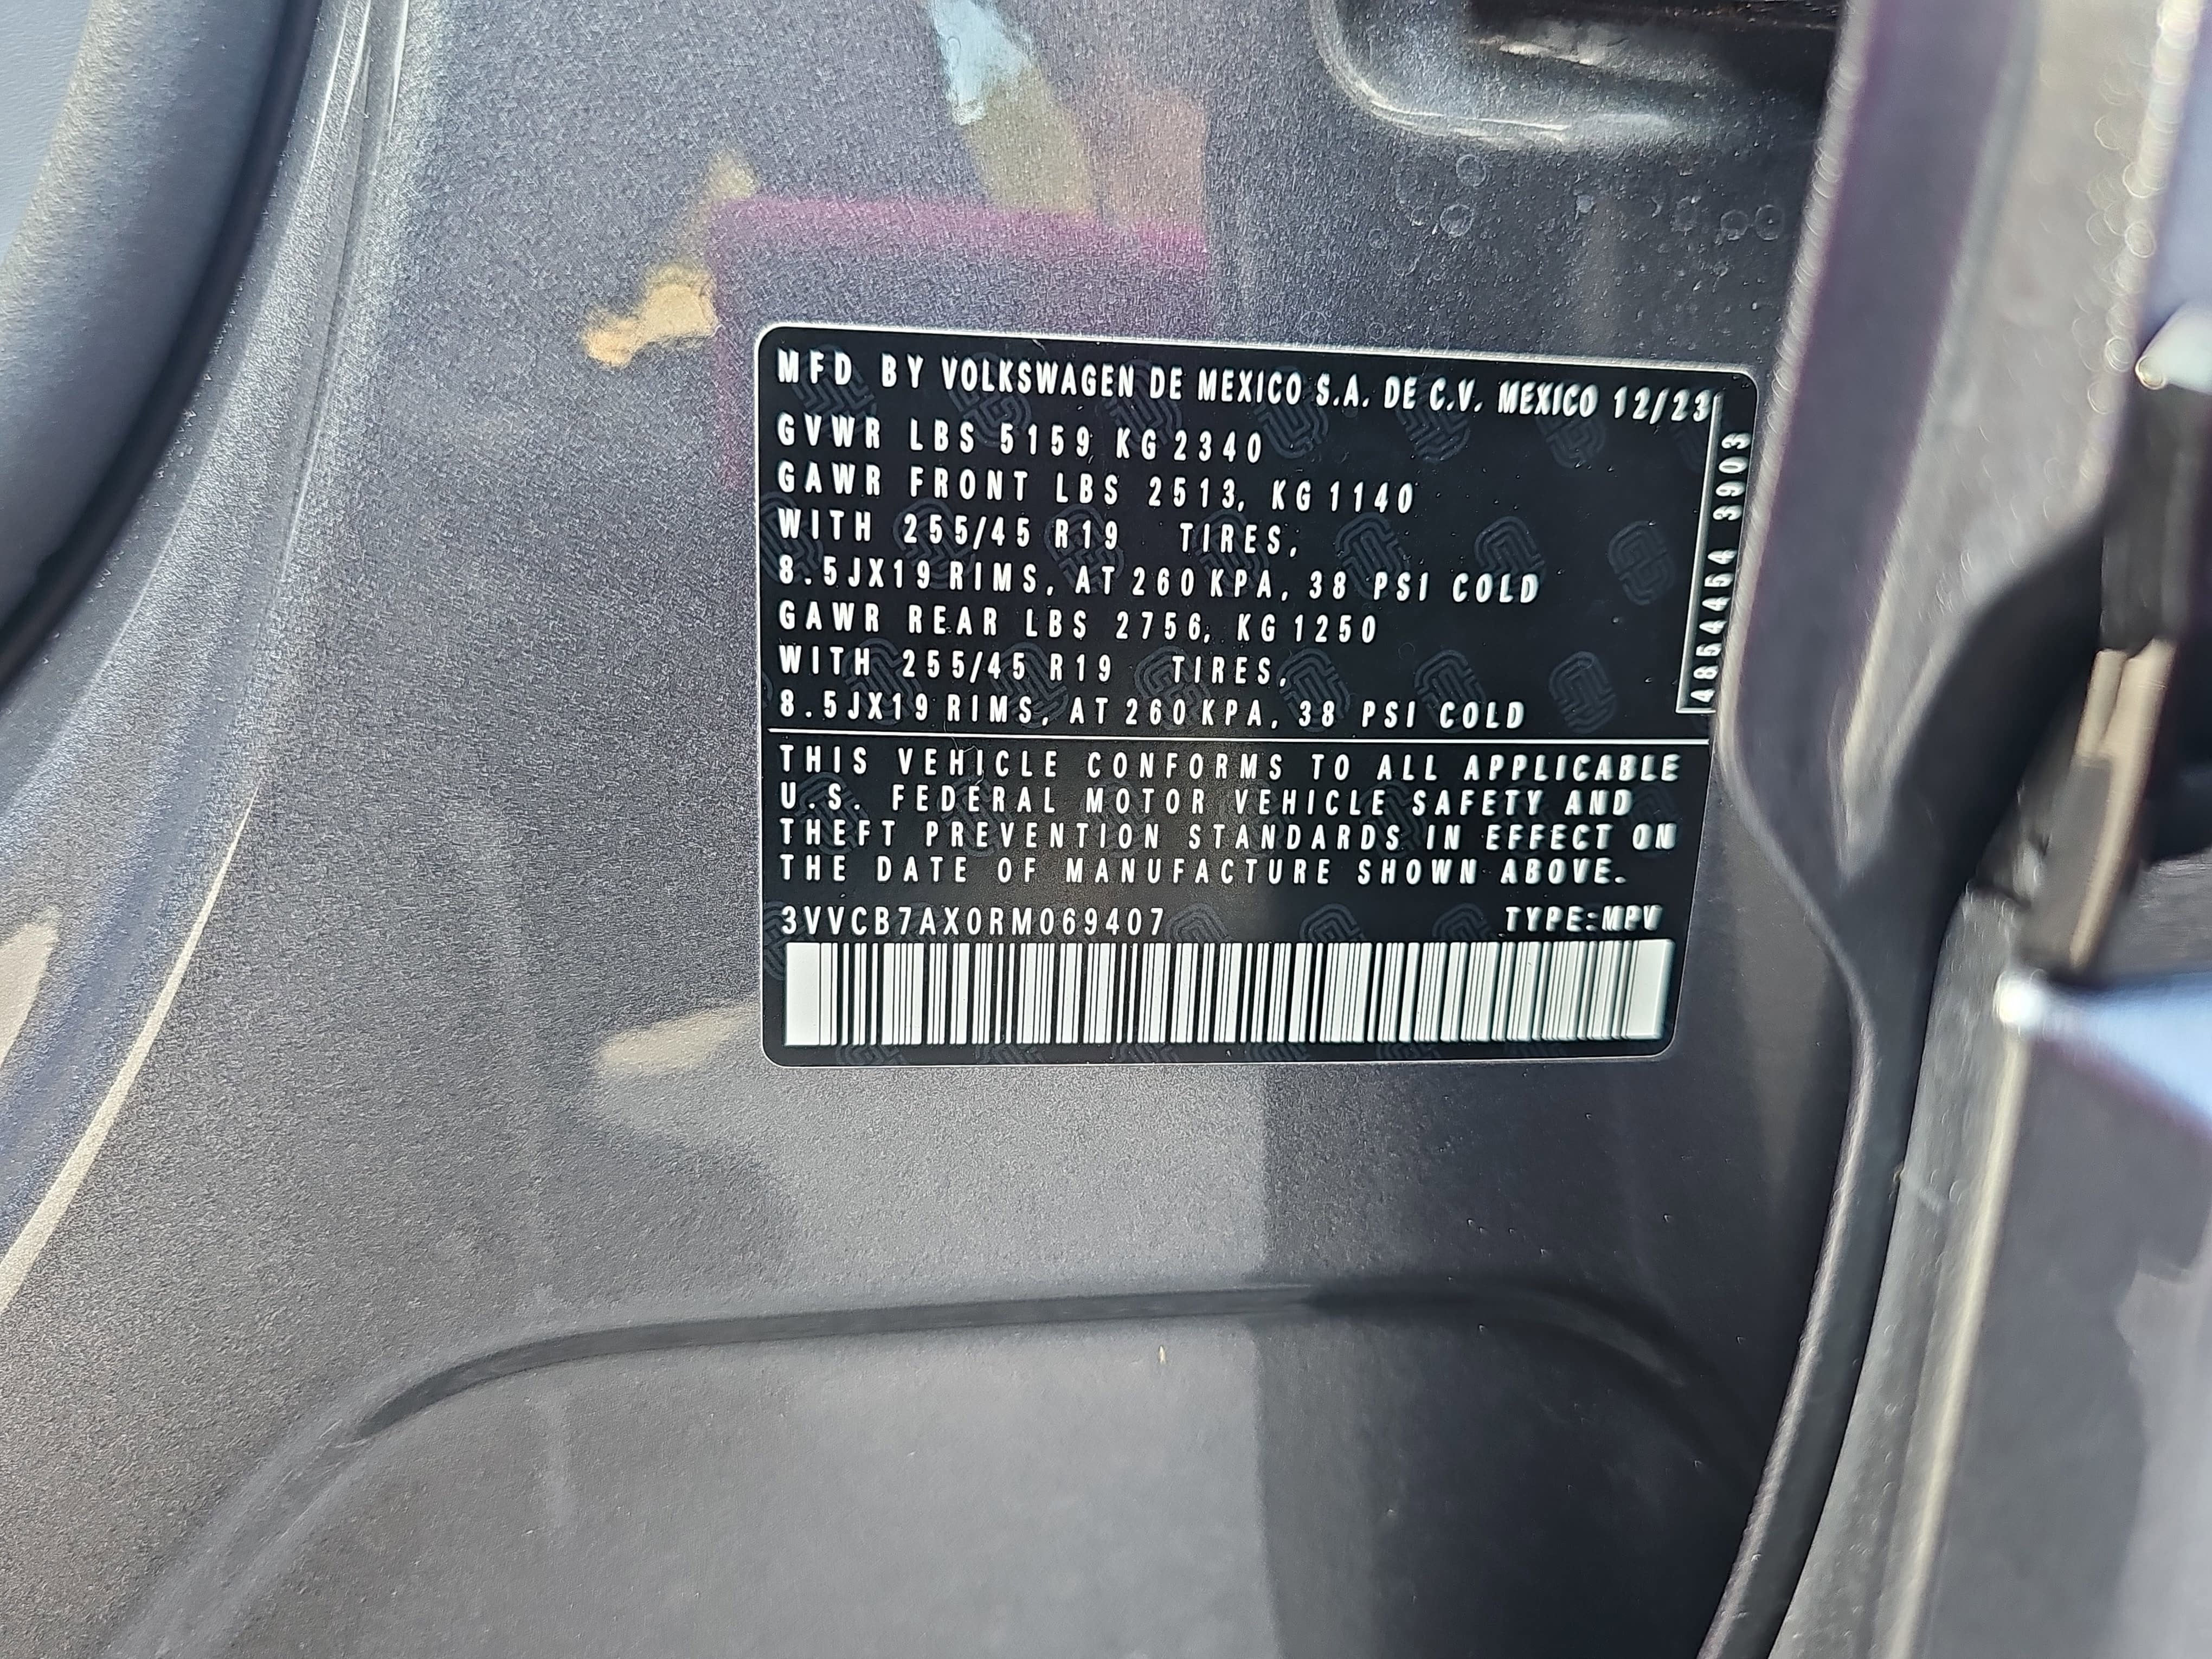 MFD BY VOLKSWAGEN DE MEXICO S.A. DE C.V. MEXICO 12/23
GVWR LBS 5159, KG 2340
GAWR FRONT LBS 2513, KG 1140
WITH 255/45 R19 TIRES,
8.5JX19 RIMS, AT 260 KPA, 38 PSI COLD
GAWR REAR LBS 2756, KG 1250
WITH 255/45 R19 TIRES,
8.5JX19 RIMS, AT 260 KPA, 38 PSI COLD
4854454 3903
THIS VEHICLE CONFORMS TO ALL APPLICABLE
U.S. FEDERAL MOTOR VEHICLE SAFETY AND
THEFT PREVENTION STANDARDS IN EFFECT ON
THE DATE OF MANUFACTURE SHOWN ABOVE.
3VVCB7AX0RM069407 TYPE:MPV